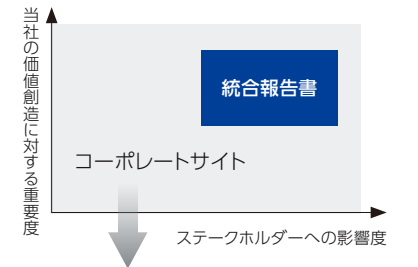 当社の価値創造に対する重要度
統合報告書
コーポレートサイト
ステークホルダーへの影響度